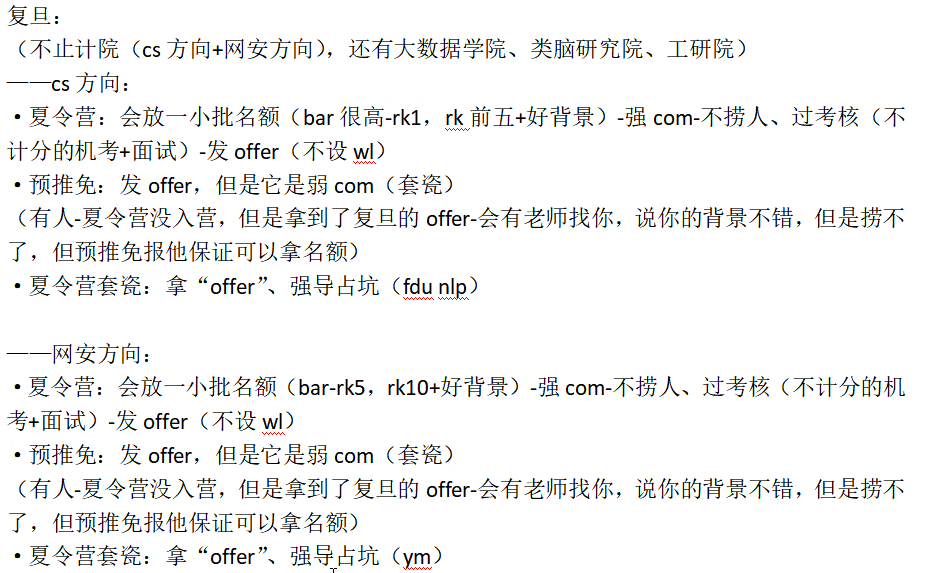 复旦：
（不止计院（cs 方向+网安方向），还有大数据学院、类脑研究院、工研院）
——cs 方向：
·夏令营：会放一小批名额（bar 很高-rk1，rk 前五+好背景）-强 com-不捞人、过考核（不
计分的机考+面试）-发 offer（不设 wl）
·预推免：发 offer，但是它是弱 com（套瓷）
（有人-夏令营没入营，但是拿到了复旦的 offer-会有老师找你，说你的背景不错，但是捞不
了，但预推免报他保证可以拿名额）
·夏令营套瓷：拿“offer”、强导占坑（fdu nlp）
——网安方向：
·夏令营：会放一小批名额（bar-rk5，rk10+好背景）-强 com-不捞人、过考核（不计分的机
考+面试）-发 offer（不设 wl）
·预推免：发 offer，但是它是弱 com（套瓷）
（有人-夏令营没入营，但是拿到了复旦的 offer-会有老师找你，说你的背景不错，但是捞不
了，但预推免报他保证可以拿名额）
·夏令营套瓷：拿“offer”、强导占坑（ym）